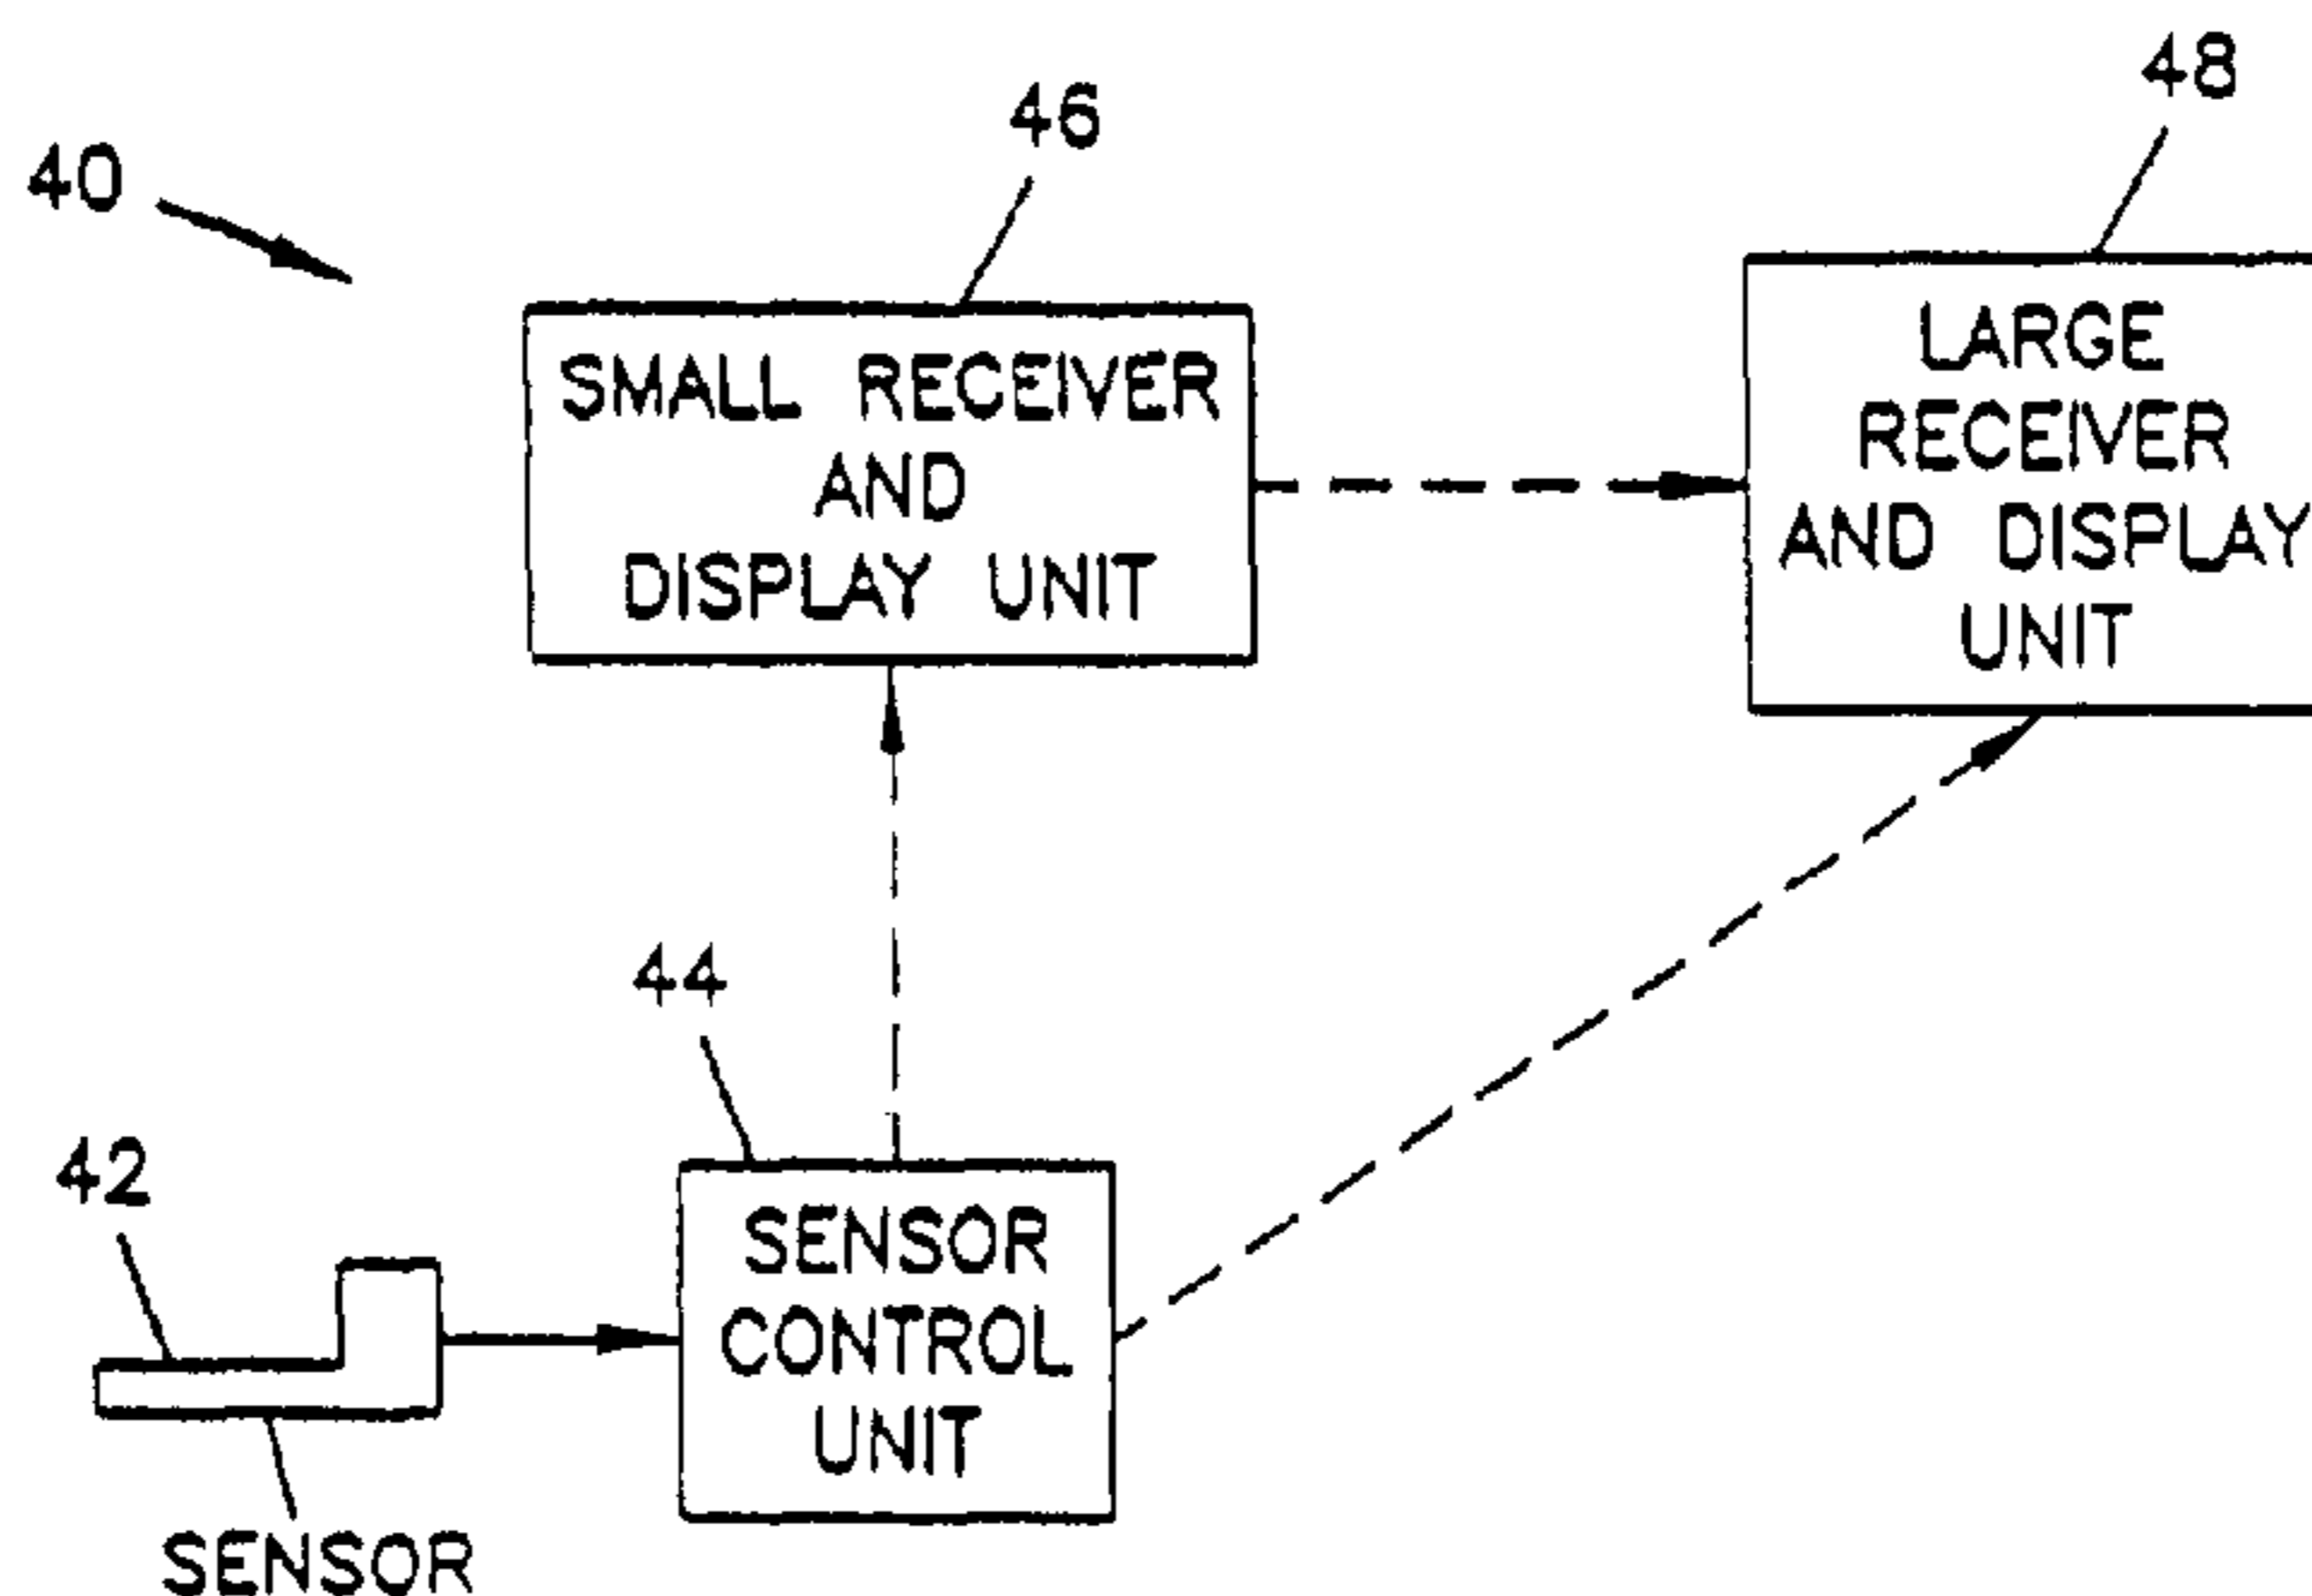 48
46
40
SMALL RECEIVER
AND
DISPLAY UNIT
LARGE
RECEIVER
AND DISPLAY
UNIT
44
42
SENSOR
CONTROL
UNIT
SENSOR